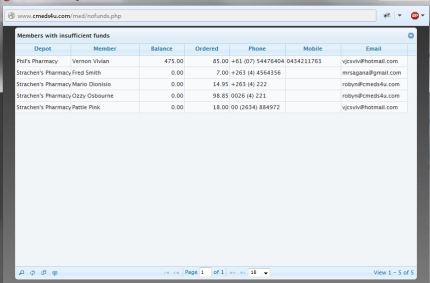 www.cmeds4u.com/med/nofunds.php
Members with insufficient funds
Depot Member Balance Ordered Phone Mobile Email
Phil's Pharmacy Vernon Vivian 475.00 85.00 +61 (07) 54476404 0434211763 vjcsviv@hotmail.com
Strachen's Pharmacy Fred Smith 0.00 7.00 +263 (4) 4564356 mrsagana@gmail.com
Strachen's Pharmacy Mario Dionisio 0.00 14.95 +263 (4) 222 robyn@cmeds4u.com
Strachen's Pharmacy Ozzy Osbourne 0.00 98.85 0026 (4) 221 robyn@cmeds4u.com
Strachen's Pharmacy Pattie Pink 0.00 18.00 00 (2634) 884972 vjcsviv@hotmail.com
Page 1 of 1 18 View 1 - 5 of 5